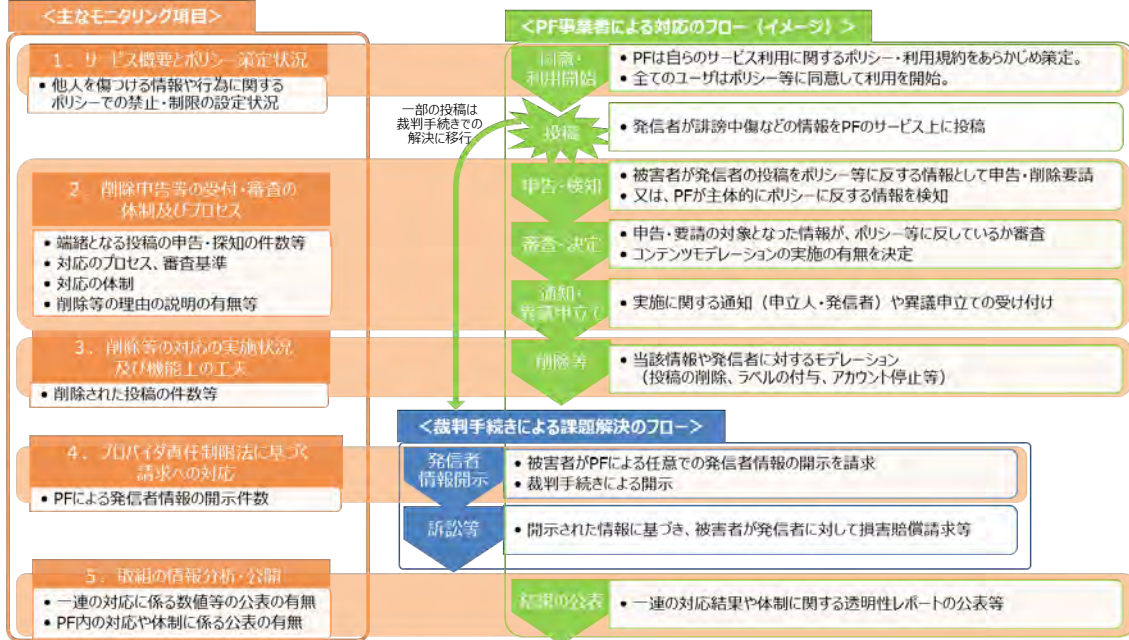 ＜主なモニタリング項目＞
1．サービス概要とポリシー策定状況
• 他人を傷つける情報や行為に関する
ポリシーでの禁止・制限の設定状況
2．削除申告等の受付・審査の
体制及びプロセス
• 端緒となる投稿の申告・探知の件数等
• 対応のプロセス、審査基準
• 対応の体制
• 削除等の理由の説明の有無等
3．削除等の対応の実施状況
及び機能上の工夫
• 削除された投稿の件数等
4．プロバイダ責任制限法に基づく
請求への対応
• PFによる発信者情報の開示件数
5．取組の情報分析・公開
• 一連の対応に係る数値等の公表の有無
• PF内の対応や体制に係る公表の有無
＜PF事業者による対応のフロー（イメージ）＞
同意・
利用開始
• PFは自らのサービス利用に関するポリシー・利用規約をあらかじめ策定。
• 全てのユーザはポリシー等に同意して利用を開始。
一部の投稿は
裁判手続きでの
解決に移行
投稿
• 発信者が誹謗中傷などの情報をPFのサービス上に投稿
申告・検知
• 被害者が発信者の投稿をポリシー等に反する情報として申告・削除要請
• 又は、PFが主体的にポリシーに反する情報を検知
審査・決定
• 申告・要請の対象となった情報が、ポリシー等に反しているか審査
• コンテンツモデレーションの実施の有無を決定
通知・
異議申立て
• 実施に関する通知（申立人・発信者）や異議申立ての受け付け
削除等
• 当該情報や発信者に対するモデレーション
（投稿の削除、ラベルの付与、アカウント停止等）
＜裁判手続きによる課題解決のフロー＞
発信者
情報開示
• 被害者がPFによる任意での発信者情報の開示を請求
• 裁判手続きによる開示
訴訟等
• 開示された情報に基づき、被害者が発信者に対して損害賠償請求等
結果の公表
• 一連の対応結果や体制に関する透明性レポートの公表等